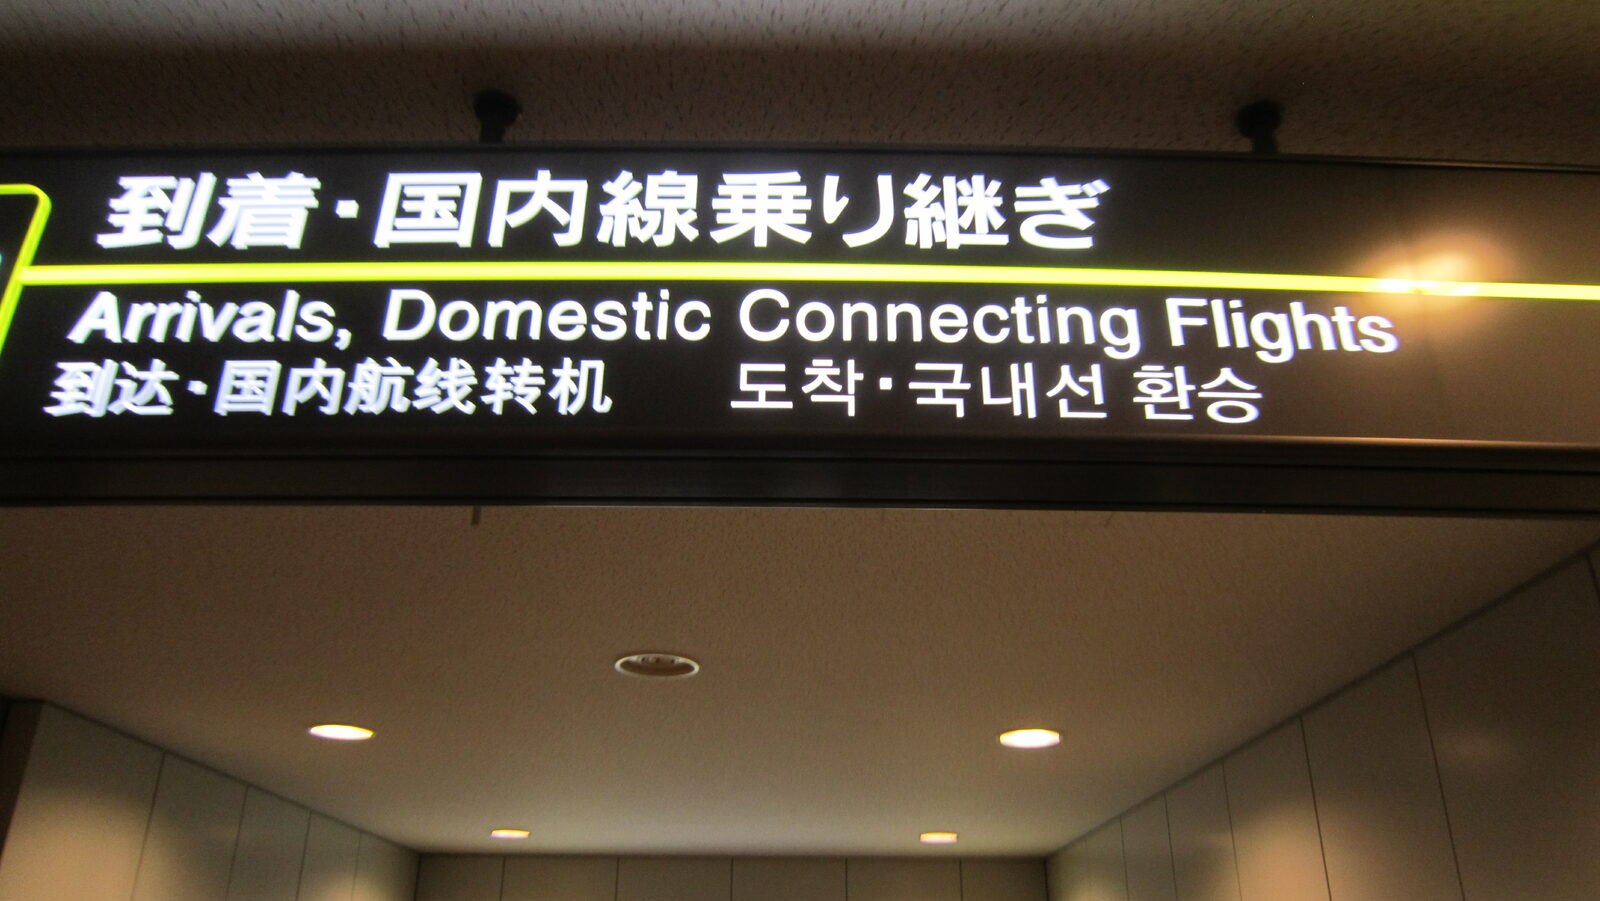 到着・国内線乗り継ぎ
Arrivals, Domestic Connecting Flights
到达・国内航线转机 도착・국내선 환승